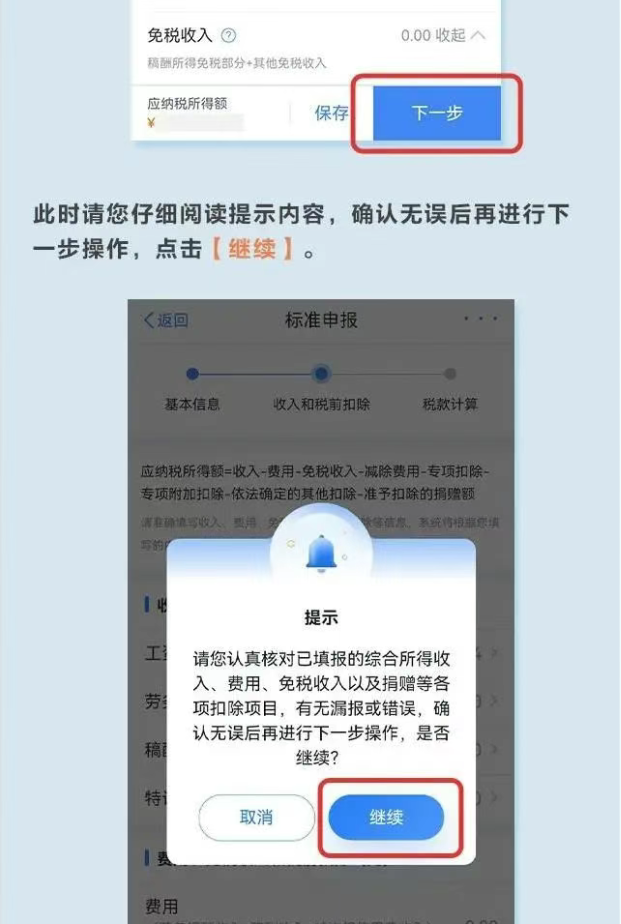 免税收入 ? 0.00 收起
稿酬所得免税部分+其他免税收入
应纳税所得额
¥
保存
下一步
此时请您仔细阅读提示内容，确认无误后再进行下
一步操作，点击【继续】。
返回 标准申报 ···
基本信息 收入和税前扣除 税款计算
应纳税所得额=收入-费用-免税收入-减除费用-专项扣除-
专项附加扣除-依法确定的其他扣除-准予扣除的捐赠额
提示
请您认真核对已填报的综合所得收
入、费用、免税收入以及捐赠等各
项扣除项目，有无漏报或错误，确
认无误后再进行下一步操作，是否
继续?
取消 继续
费用